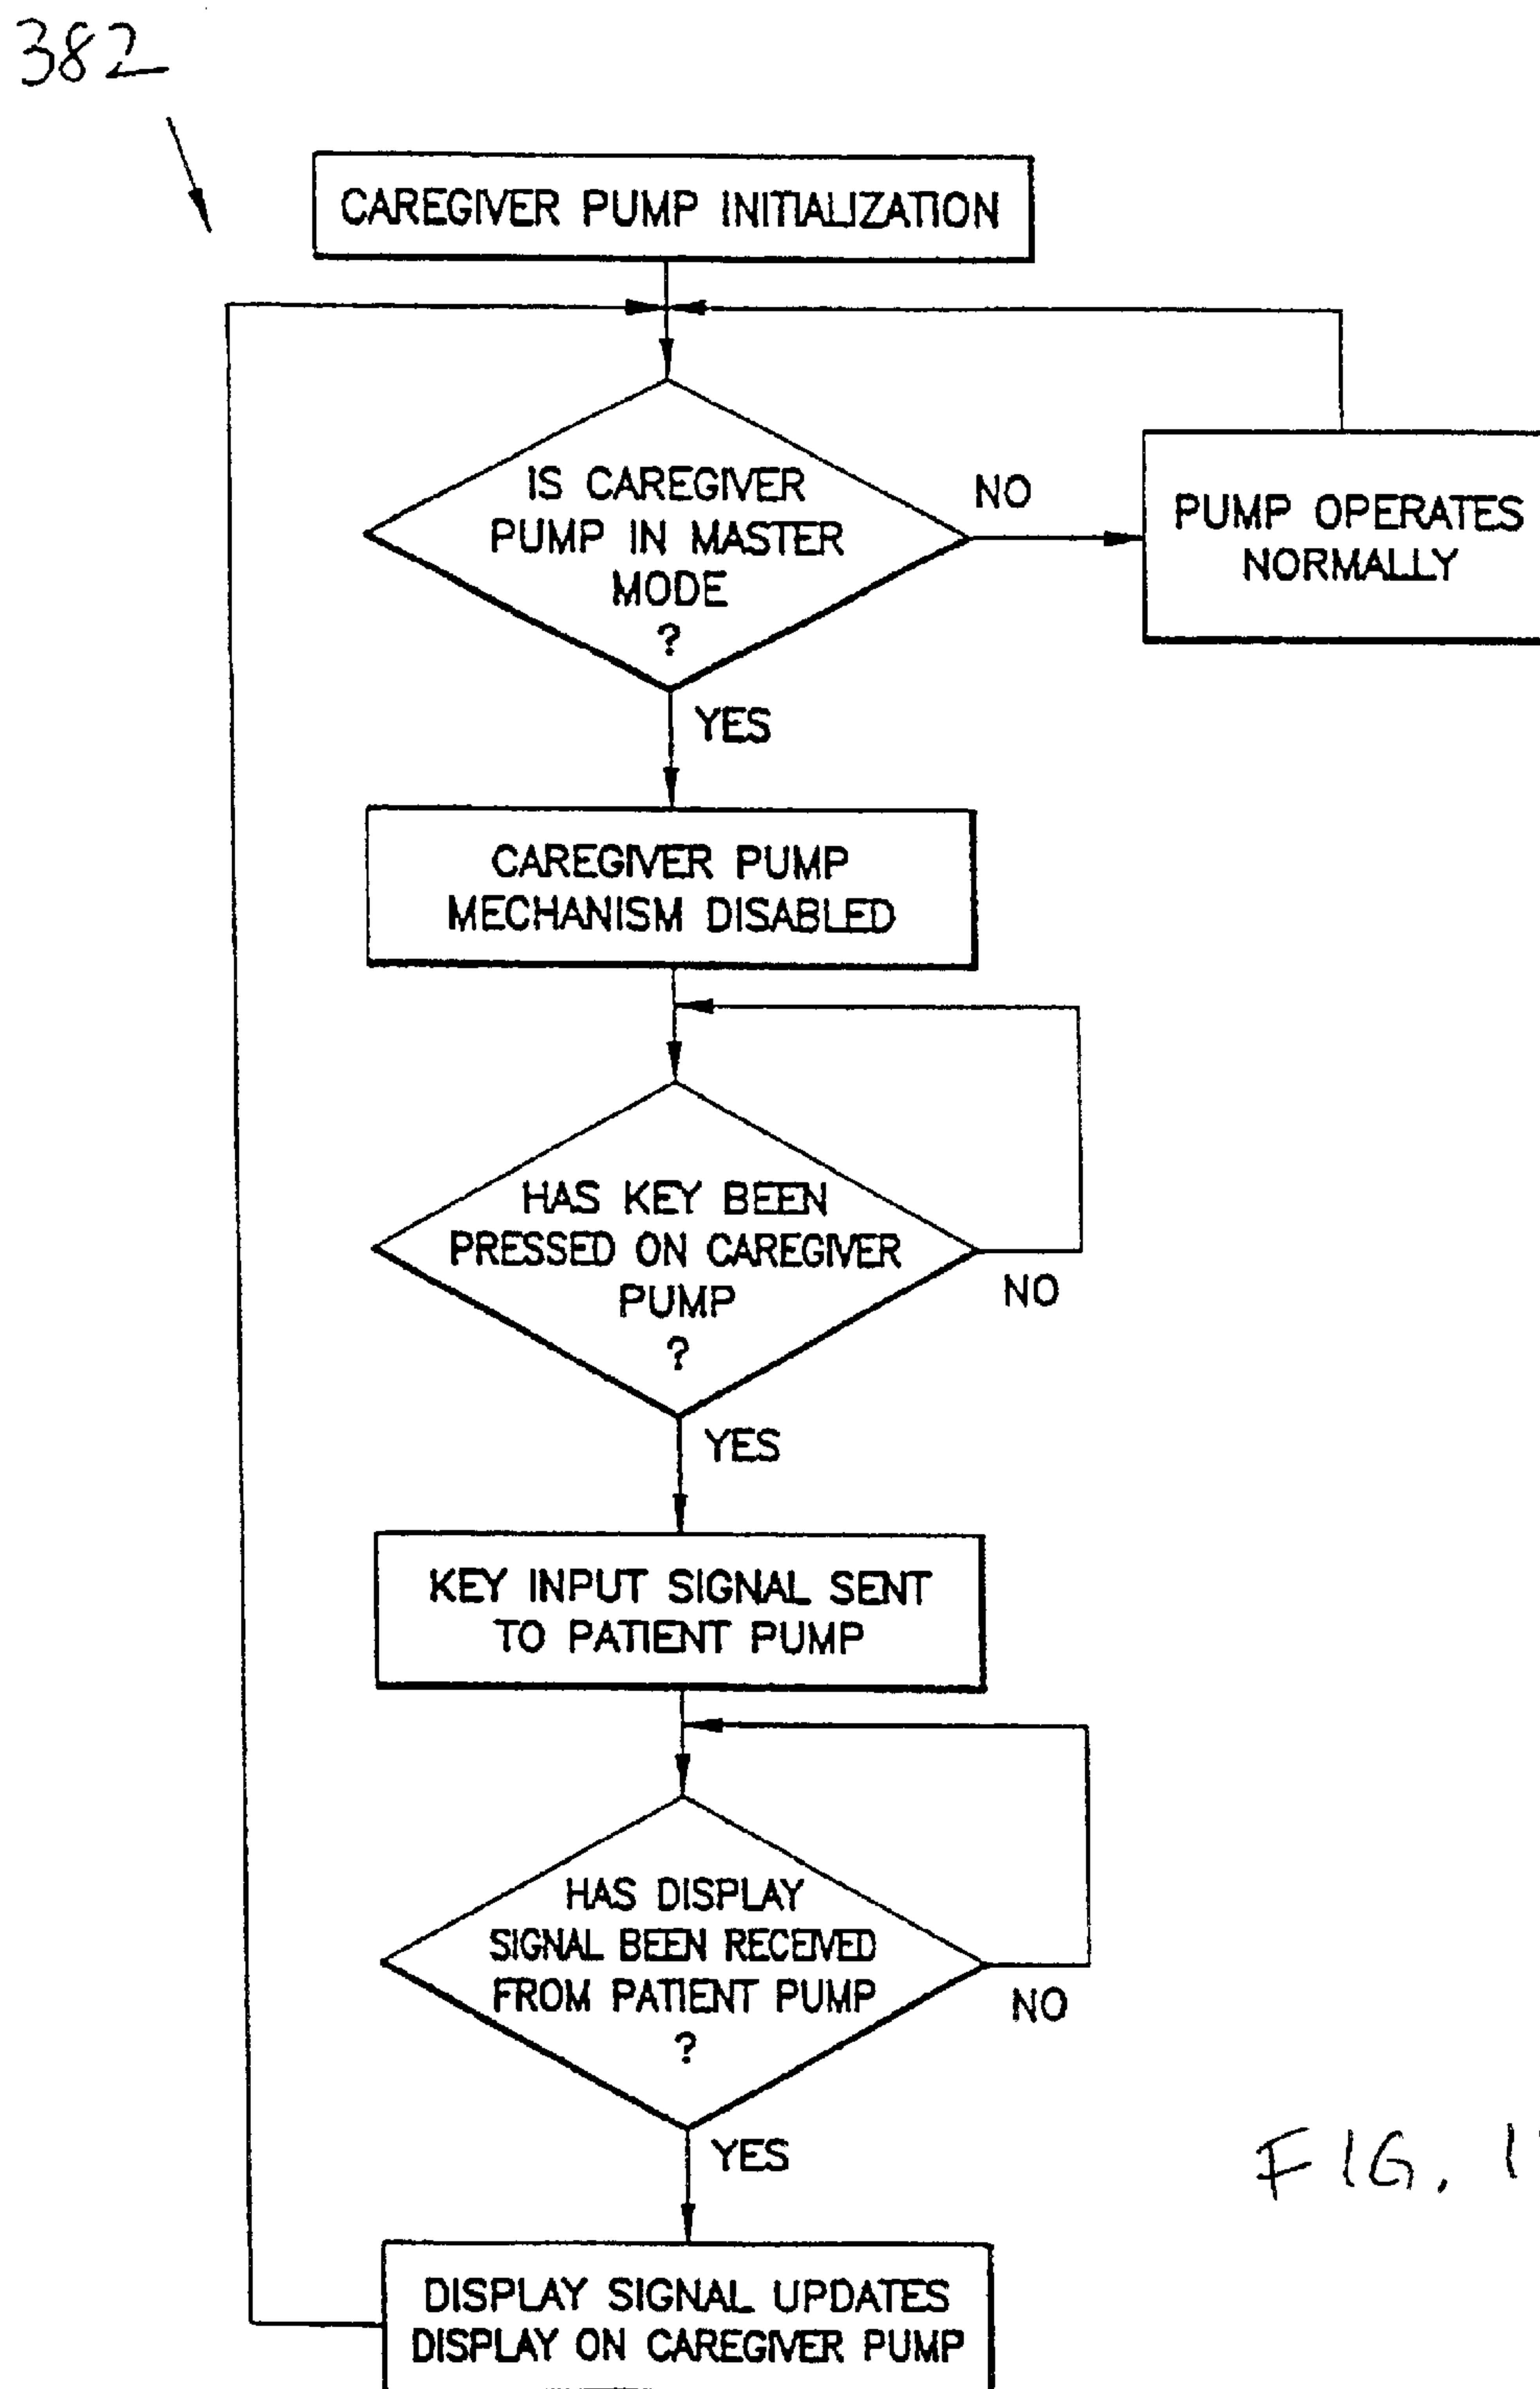 382
CAREGIVER PUMP INITIALIZATION
IS CAREGIVER
PUMP IN MASTER
MODE
?
NO
PUMP OPERATES
NORMALLY
YES
CAREGIVER PUMP
MECHANISM DISABLED
HAS KEY BEEN
PRESSED ON CAREGIVER
PUMP
?
NO
YES
KEY INPUT SIGNAL SENT
TO PATIENT PUMP
HAS DISPLAY
SIGNAL BEEN RECEIVED
FROM PATIENT PUMP
?
NO
YES
FIG.
DISPLAY SIGNAL UPDATES
DISPLAY ON CAREGIVER PUMP